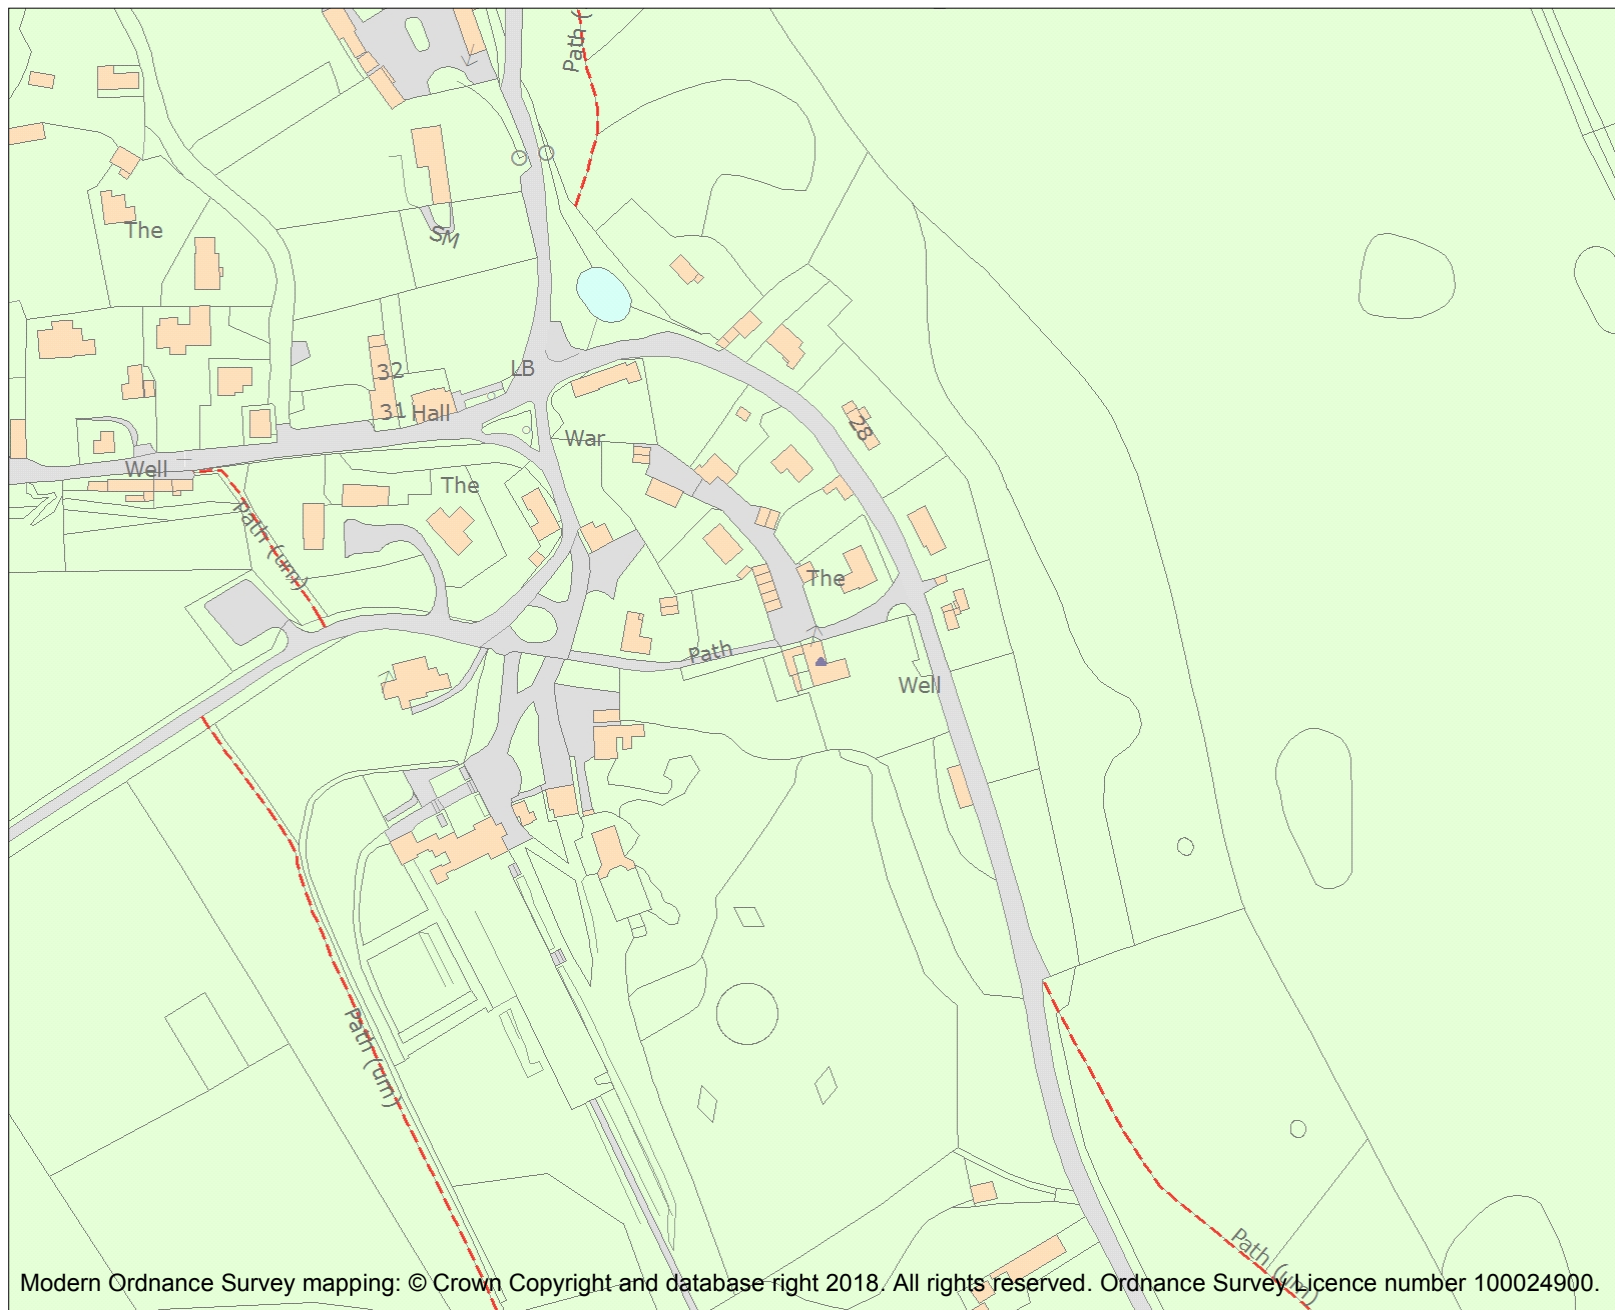 Path (
The
SM
32
LB
31 Hall
28
War
Well
The
Path (um)
The
Path
Well
Path (um)
Path (um)
Modern Ordnance Survey mapping: © Crown Copyright and database right 2018. All rights reserved. Ordnance Survey Licence number 100024900.